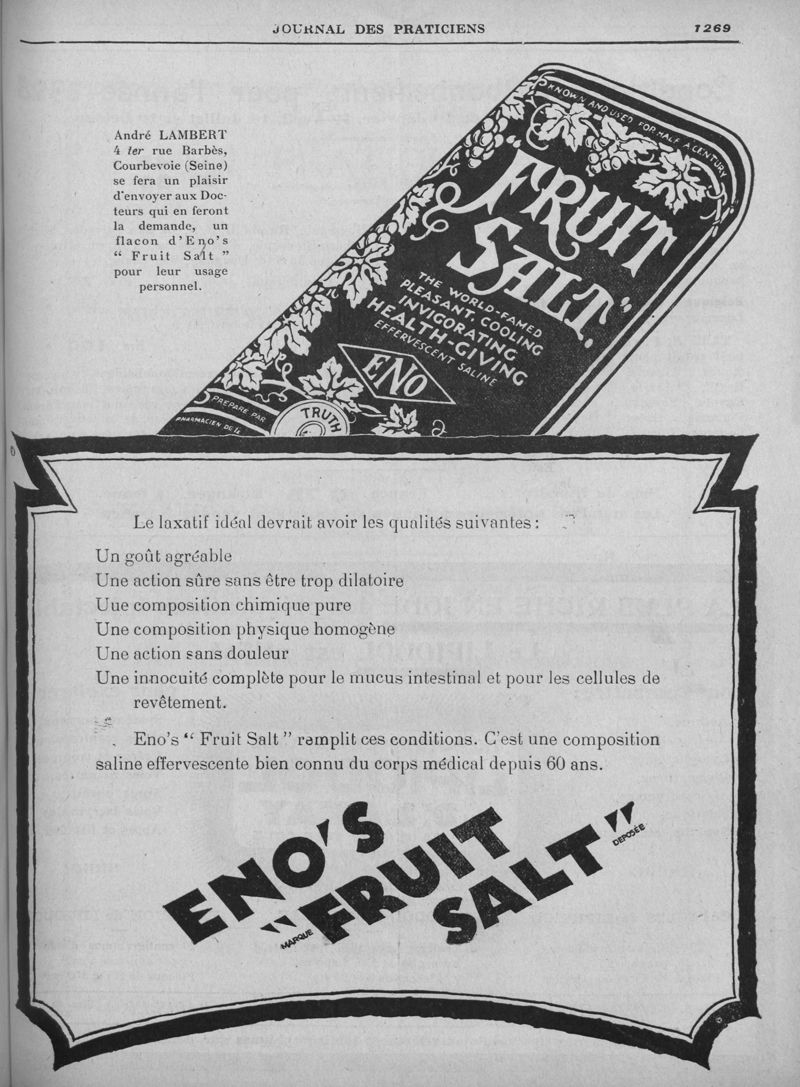 JOURNAL DES PRATICIENS
1269
André LAMBERT
4 ter rue Barbès,
Courbevoie (Seine)
se fera un plaisir
d'envoyer aux Doc-
teurs qui en feront
la demande, un
flacon d'Eno's
“ Fruit Salt ”
pour leur usage
personnel.
KNOWN AND USED FOR HALF A CENTURY
“FRUIT
SALT.”
THE WORLD-FAMED
PLEASANT, COOLING
INVIGORATING
HEALTH-GIVING
EFFERVESCENT SALINE
ENO
PREPARÉ PAR
PHARMACIEN DE 1e
TRUTH
Le laxatif idéal devrait avoir les qualités suivantes :
Un goût agréable
Une action sûre sans être trop dilatoire
Uue composition chimique pure
Une composition physique homogène
Une action sans douleur
Une innocuité complète pour le mucus intestinal et pour les cellules de
revêtement.
Eno's “ Fruit Salt ” remplit ces conditions. C'est une composition
saline effervescente bien connu du corps médical depuis 60 ans.
ENO'S
“FRUIT
SALT”
MARQUE
DEPOSÉE